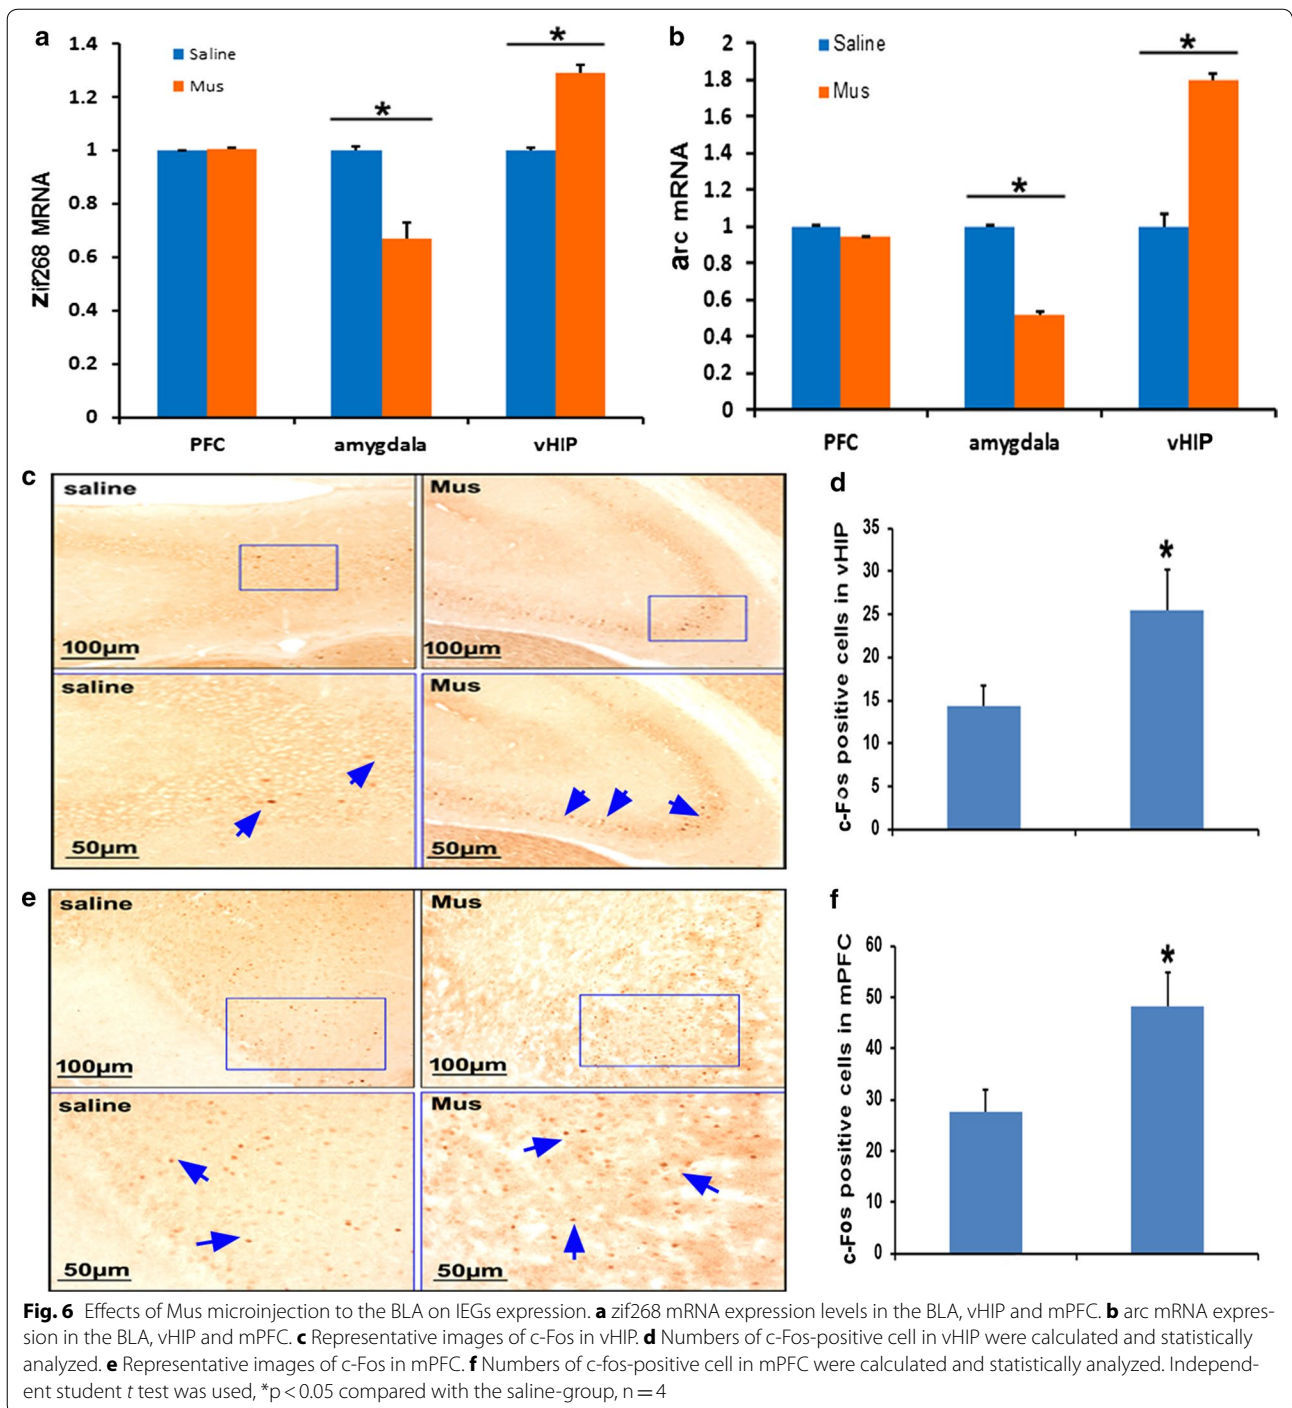 a
1.4
1.2
1
0.8
0.6
0.4
0.2
0
zif268 MRNA
Saline
Mus
*
*
PFC
amygdala
vHIP
b
2
1.8
1.6
1.4
1.2
1
0.8
0.6
0.4
0.2
0
arc mRNA
Saline
Mus
*
*
PFC
amygdala
vHIP
c
saline
100μm
Mus
100μm
saline
50μm
Mus
50μm
d
35
30
25
20
15
10
5
0
c-Fos positive cells in vHIP
*
e
saline
100μm
Mus
100μm
saline
50μm
Mus
50μm
f
60
50
40
30
20
10
0
c-Fos positive cells in mPFC
*
Fig. 6 Effects of Mus microinjection to the BLA on IEGs expression. a zif268 mRNA expression levels in the BLA, vHIP and mPFC. b arc mRNA expres-
sion in the BLA, vHIP and mPFC. c Representative images of c-Fos in vHIP. d Numbers of c-Fos-positive cell in vHIP were calculated and statistically
analyzed. e Representative images of c-Fos in mPFC. f Numbers of c-fos-positive cell in mPFC were calculated and statistically analyzed. Independ-
ent student t test was used, *p < 0.05 compared with the saline-group, n = 4